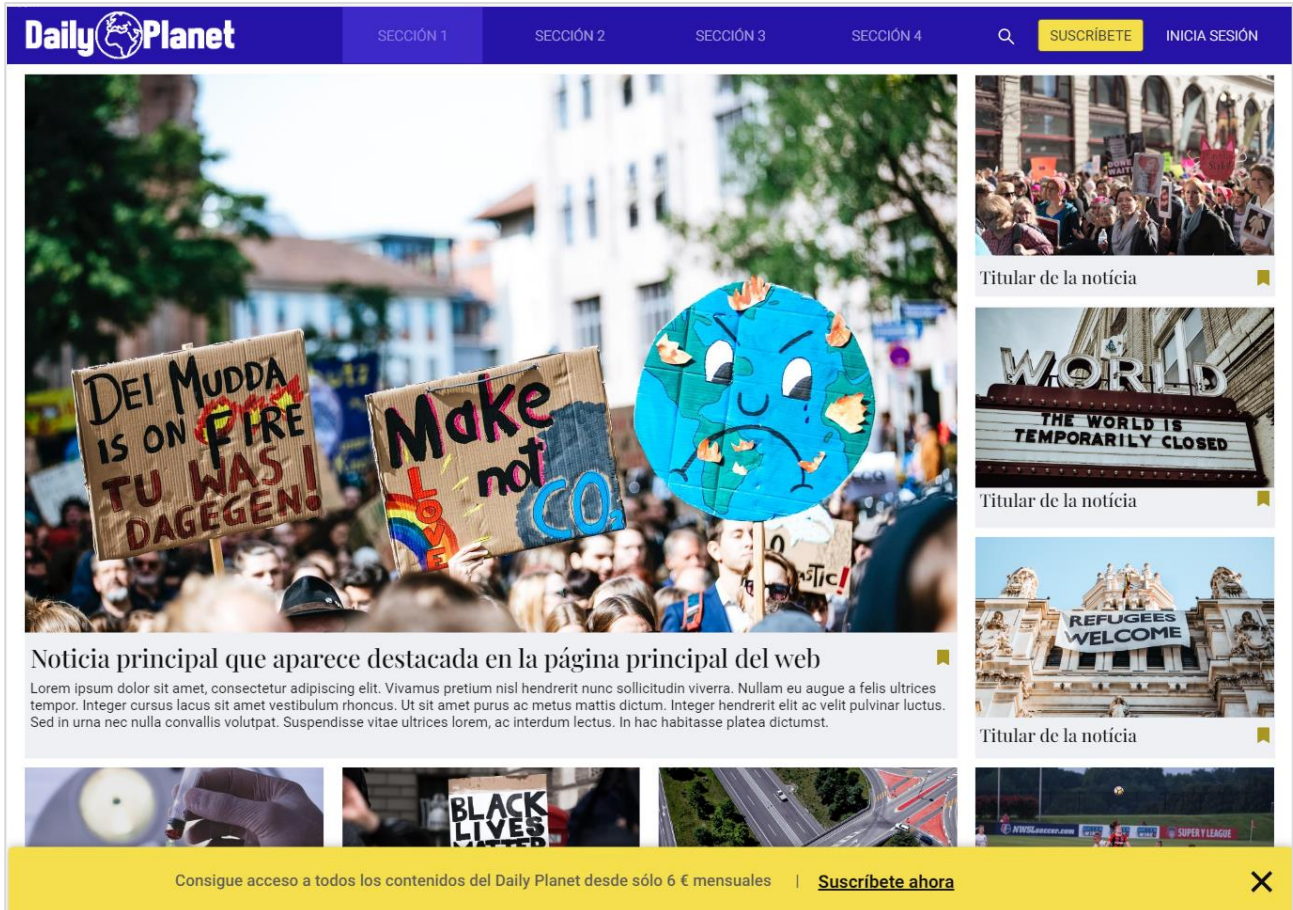 Daily Planet
SECCIÓN 1
SECCIÓN 2
SECCIÓN 3
SECCIÓN 4
SUSCRÍBETE
INICIA SESIÓN
DEI MUDDA
IS ON FIRE
TU WAS
DAGEGEN!
Make
LOVE
not
CO₂
Titular de la notícia
WORLD
THE WORLD IS
TEMPORARILY CLOSED
Titular de la notícia
REFUGEES
WELCOME
Titular de la notícia
Noticia principal que aparece destacada en la página principal del web
Lorem ipsum dolor sit amet, consectetur adipiscing elit. Vivamus pretium nisl hendrerit nunc sollicitudin viverra. Nullam eu augue a felis ultrices
tempor. Integer cursus lacus sit amet vestibulum rhoncus. Ut sit amet purus ac metus mattis dictum. Integer hendrerit elit ac velit pulvinar luctus.
Sed in urna nec nulla convallis volutpat. Suspendisse vitae ultrices lorem, ac interdum lectus. In hac habitasse platea dictumst.
BLACK
LIVES
MATTER
NWSLsoccer.com
SUPER Y LEAGUE
Consigue acceso a todos los contenidos del Daily Planet desde sólo 6 € mensuales | Suscríbete ahora